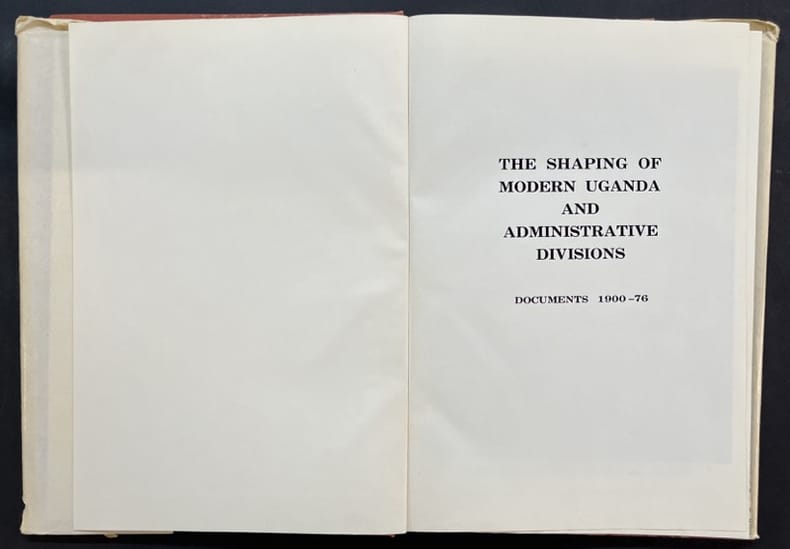 THE SHAPING OF
MODERN UGANDA
AND
ADMINISTRATIVE
DIVISIONS
DOCUMENTS 1900–76